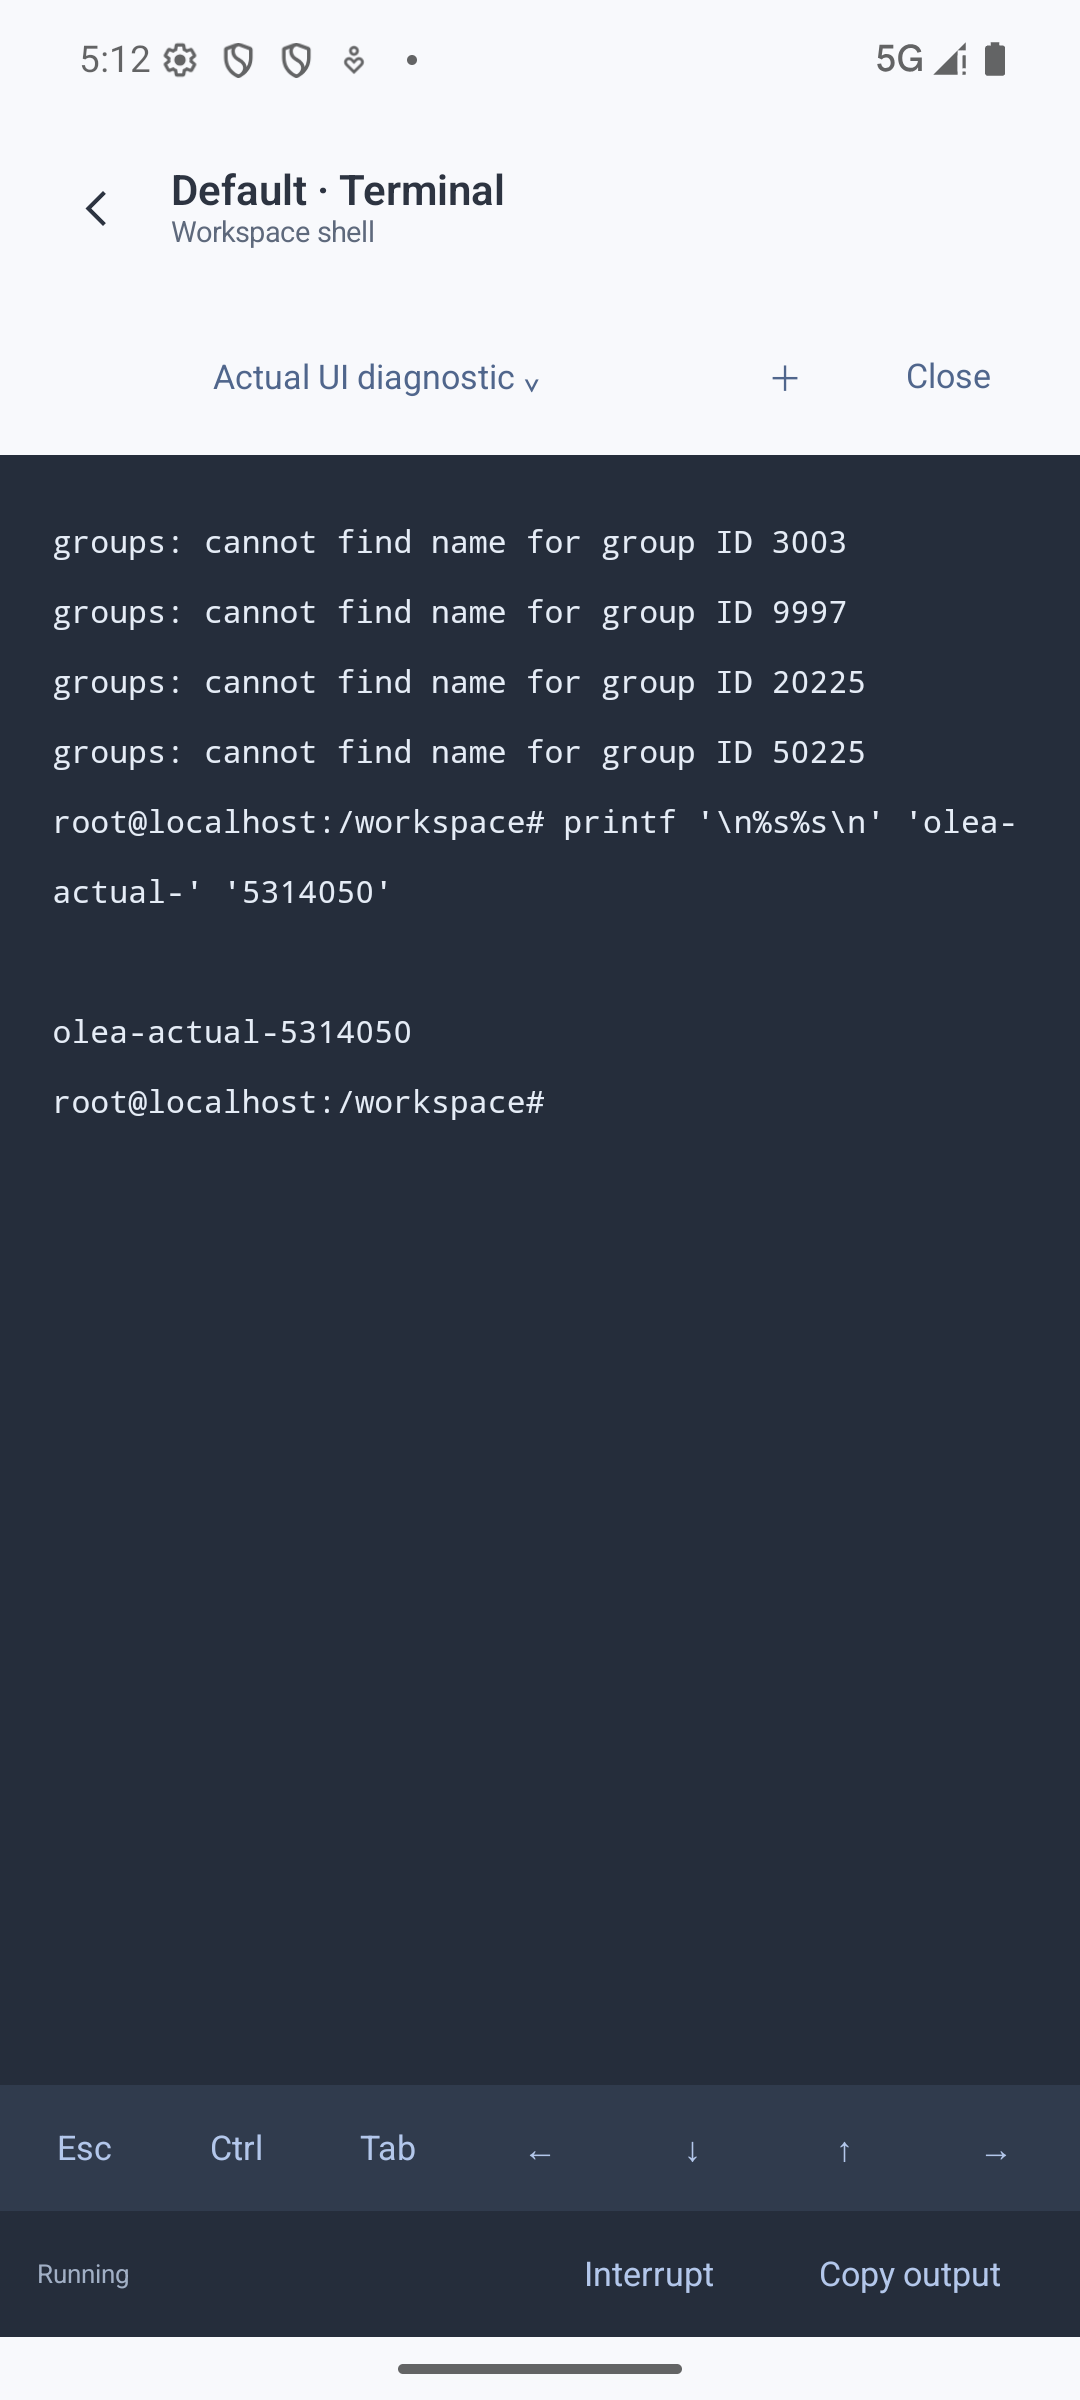 5:12 5G
Default · Terminal
Workspace shell
Actual UI diagnostic
+ Close
groups: cannot find name for group ID 3003
groups: cannot find name for group ID 9997
groups: cannot find name for group ID 20225
groups: cannot find name for group ID 50225
root@localhost:/workspace# printf '\n%s%s\n' 'olea-
actual-' '5314050'
olea-actual-5314050
root@localhost:/workspace#
Esc Ctrl Tab ← ↓ ↑ →
Running Interrupt Copy output